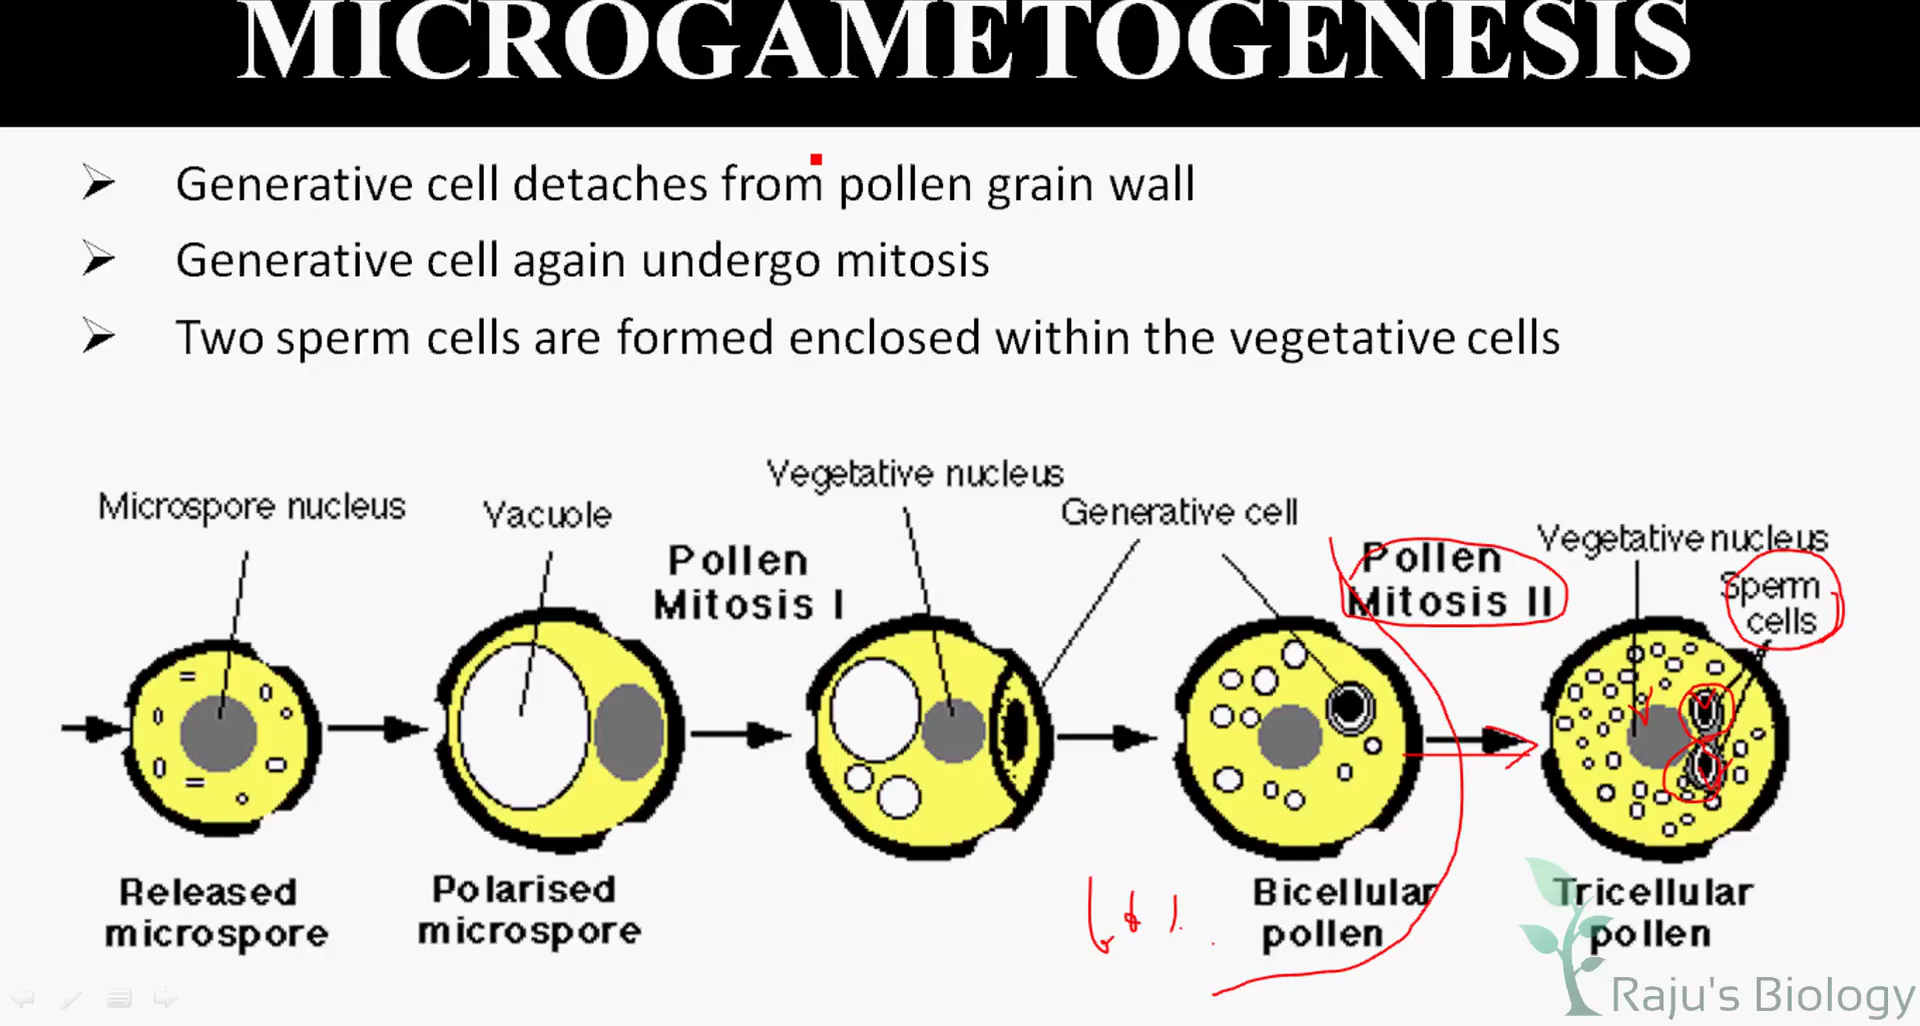 MICROGAMETOGENESIS
Generative cell detaches from pollen grain wall
Generative cell again undergo mitosis
Two sperm cells are formed enclosed within the vegetative cells
Microspore nucleus
Vacuole
Pollen
Mitosis I
Vegetative nucleus
Generative cell
Pollen
Mitosis II
Vegetative nucleus
Sperm
cells
Released
microspore
Polarised
microspore
Bicellular
pollen
Tricellular
pollen
Raju's Biology